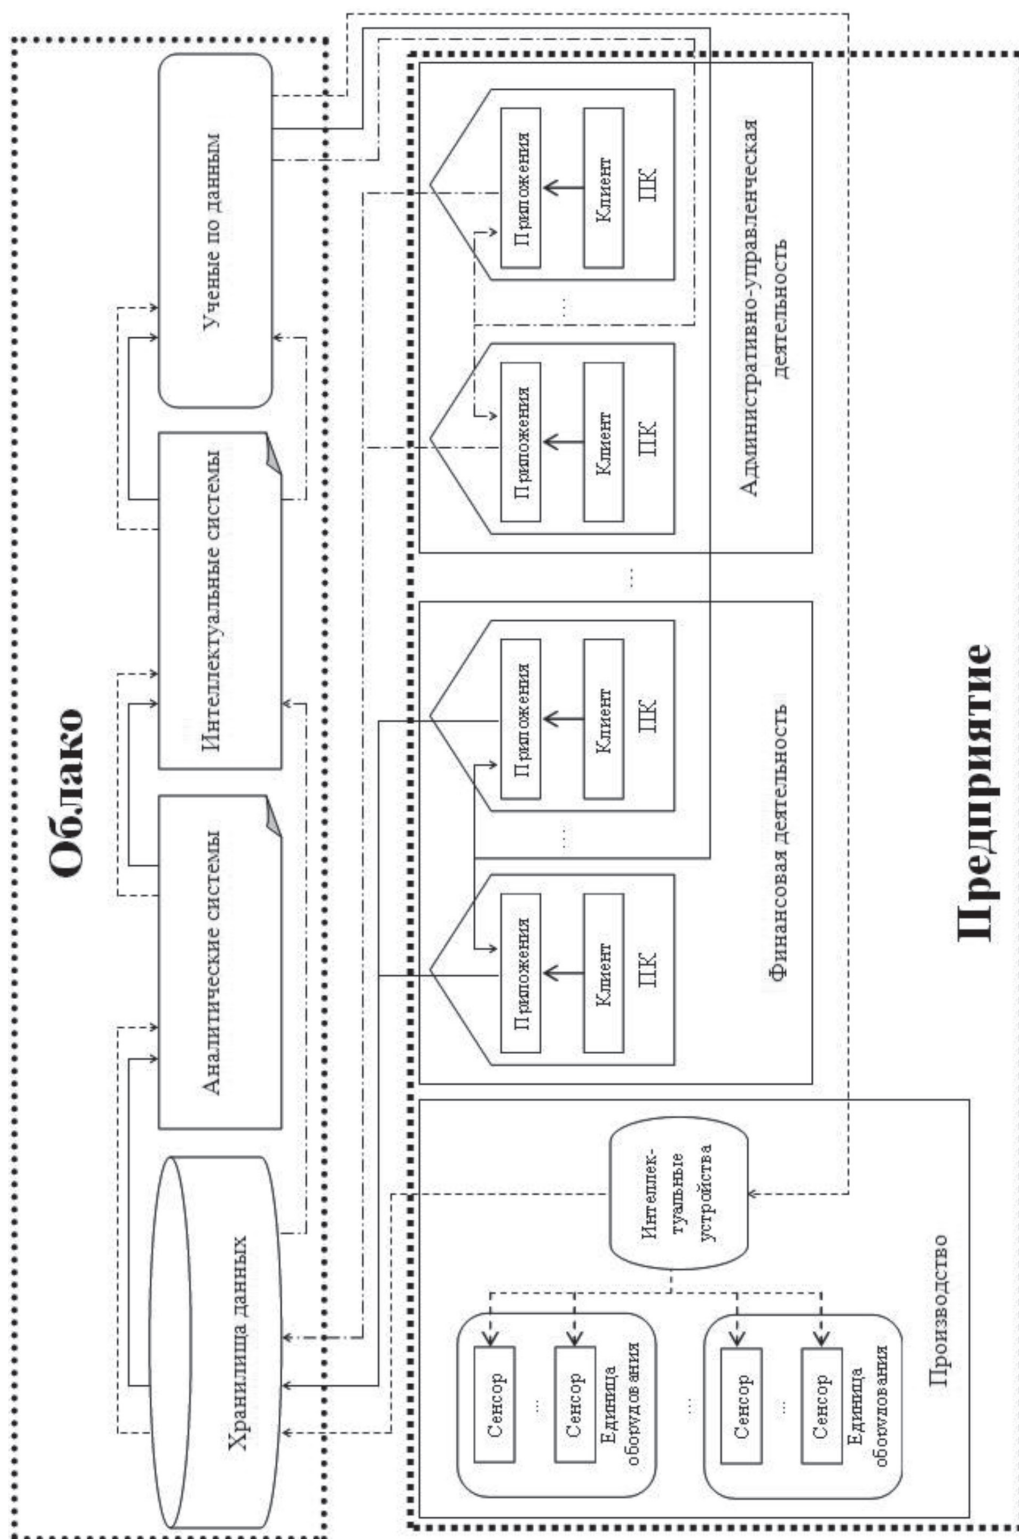 Облако
Хранилища данных
Аналитические системы
Интеллектуальные системы
Ученые по данным
Предприятие
Сенсор
...
Сенсор
Единица
оборудования
...
Сенсор
...
Сенсор
Единица
оборудования
Интеллек-
туальные
устройства
Производство
Приложения
Клиент
ПК
...
Приложения
Клиент
ПК
Финансовая деятельность
...
Приложения
Клиент
ПК
...
Приложения
Клиент
ПК
Административно-управленческая
деятельность